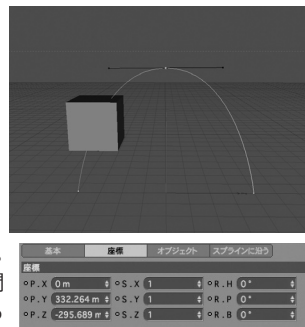 基本 座標 オブジェクト スプラインに沿う
座標
P.X 0 m S.X 1 R.H 0°
P.Y 332.264 m S.Y 1 R.P 0°
P.Z -295.689 m S.Z 1 R.B 0°